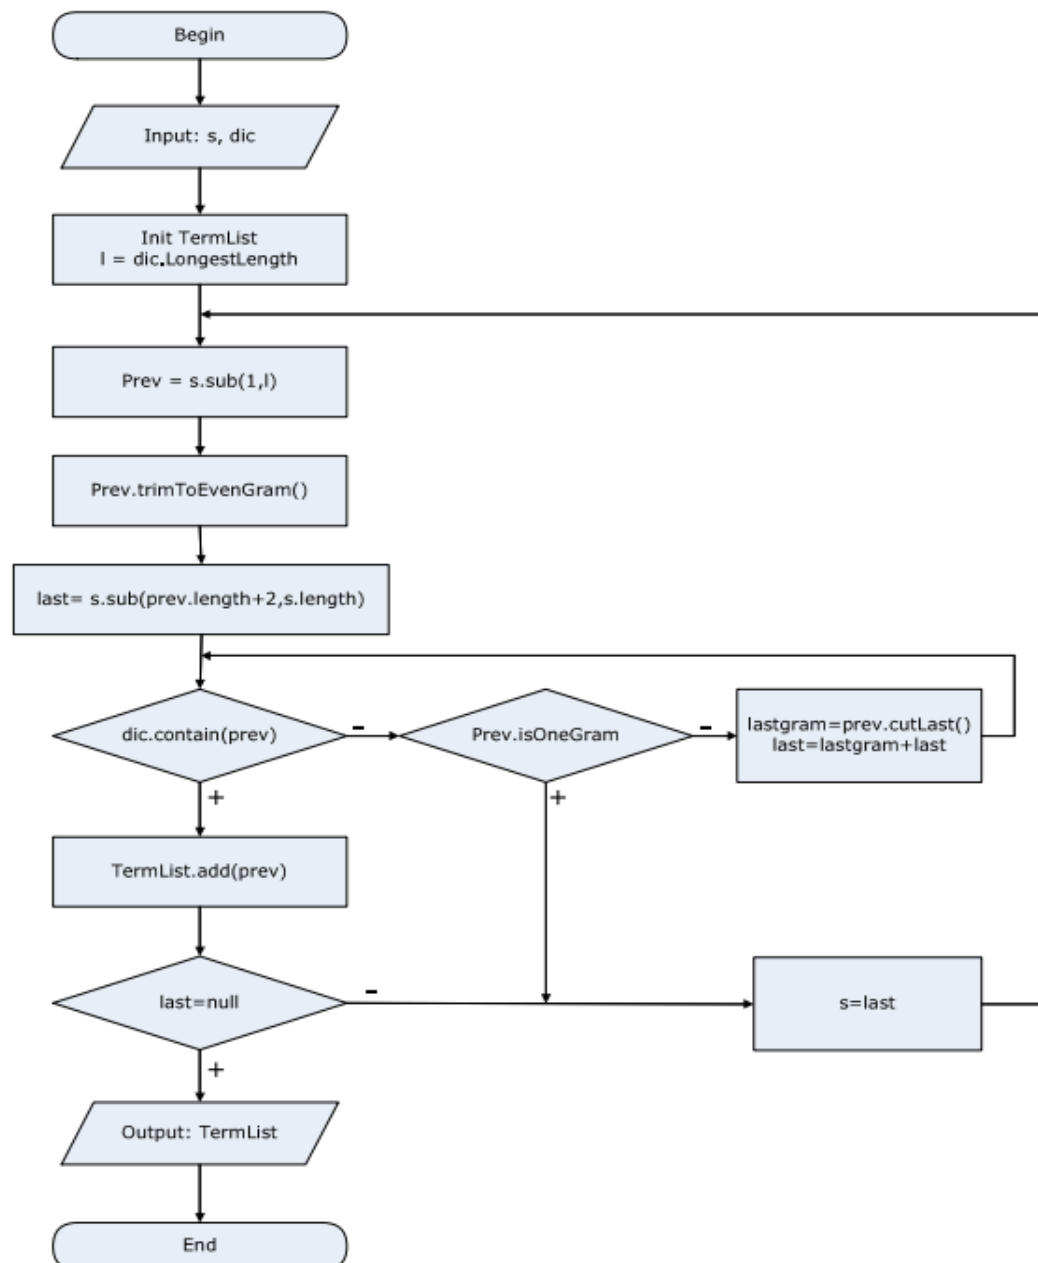 Begin
Input: s, dic
Init TermList
l = dic.LongestLength
Prev = s.sub(1,l)
Prev.trimToEvenGram()
last= s.sub(prev.length+2,s.length)
dic.contain(prev)
-
Prev.isOneGram
-
lastgram=prev.cutLast()
last=lastgram+last
+
+
TermList.add(prev)
last=null
-
s=last
+
Output: TermList
End